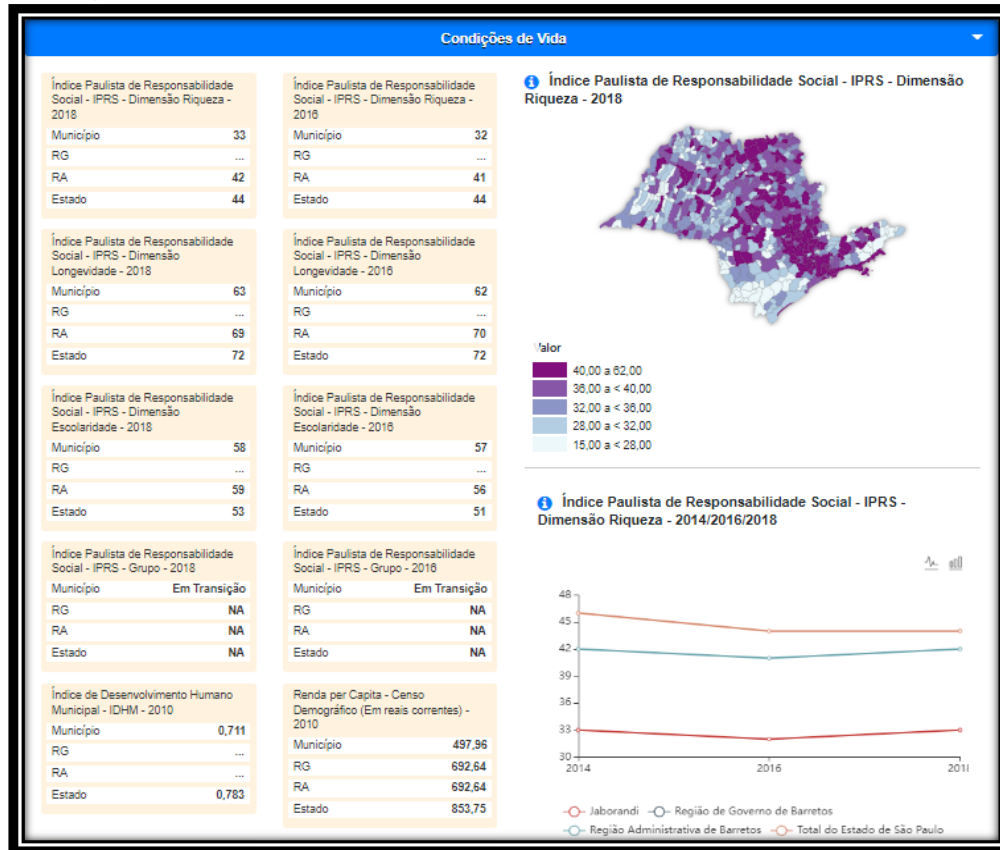 Condições de Vida
Índice Paulista de Responsabilidade
Social - IPRS - Dimensão Riqueza -
2018
Município 33
RG ...
RA 42
Estado 44
Índice Paulista de Responsabilidade
Social - IPRS - Dimensão Riqueza -
2016
Município 32
RG ...
RA 41
Estado 44
Índice Paulista de Responsabilidade
Social - IPRS - Dimensão
Longevidade - 2018
Município 63
RG ...
RA 69
Estado 72
Índice Paulista de Responsabilidade
Social - IPRS - Dimensão
Longevidade - 2016
Município 62
RG ...
RA 70
Estado 72
Índice Paulista de Responsabilidade
Social - IPRS - Dimensão
Escolaridade - 2018
Município 58
RG ...
RA 59
Estado 53
Índice Paulista de Responsabilidade
Social - IPRS - Dimensão
Escolaridade - 2016
Município 57
RG ...
RA 56
Estado 51
Índice Paulista de Responsabilidade
Social - IPRS - Grupo - 2018
Município Em Transição
RG NA
RA NA
Estado NA
Índice Paulista de Responsabilidade
Social - IPRS - Grupo - 2016
Município Em Transição
RG NA
RA NA
Estado NA
Índice de Desenvolvimento Humano
Municipal - IDHM - 2010
Município 0,711
RG ...
RA ...
Estado 0,783
Renda per Capita - Censo
Demográfico (Em reais correntes) -
2010
Município 497,96
RG 692,64
RA 692,64
Estado 853,75
Índice Paulista de Responsabilidade Social - IPRS - Dimensão
Riqueza - 2018
Valor
40,00 a 62,00
36,00 a < 40,00
32,00 a < 36,00
28,00 a < 32,00
15,00 a < 28,00
Índice Paulista de Responsabilidade Social - IPRS -
Dimensão Riqueza - 2014/2016/2018
48
45
42
39
36
33
30
2014 2016 201
Jaborandi Região de Governo de Barretos
Região Administrativa de Barretos Total do Estado de São Paulo